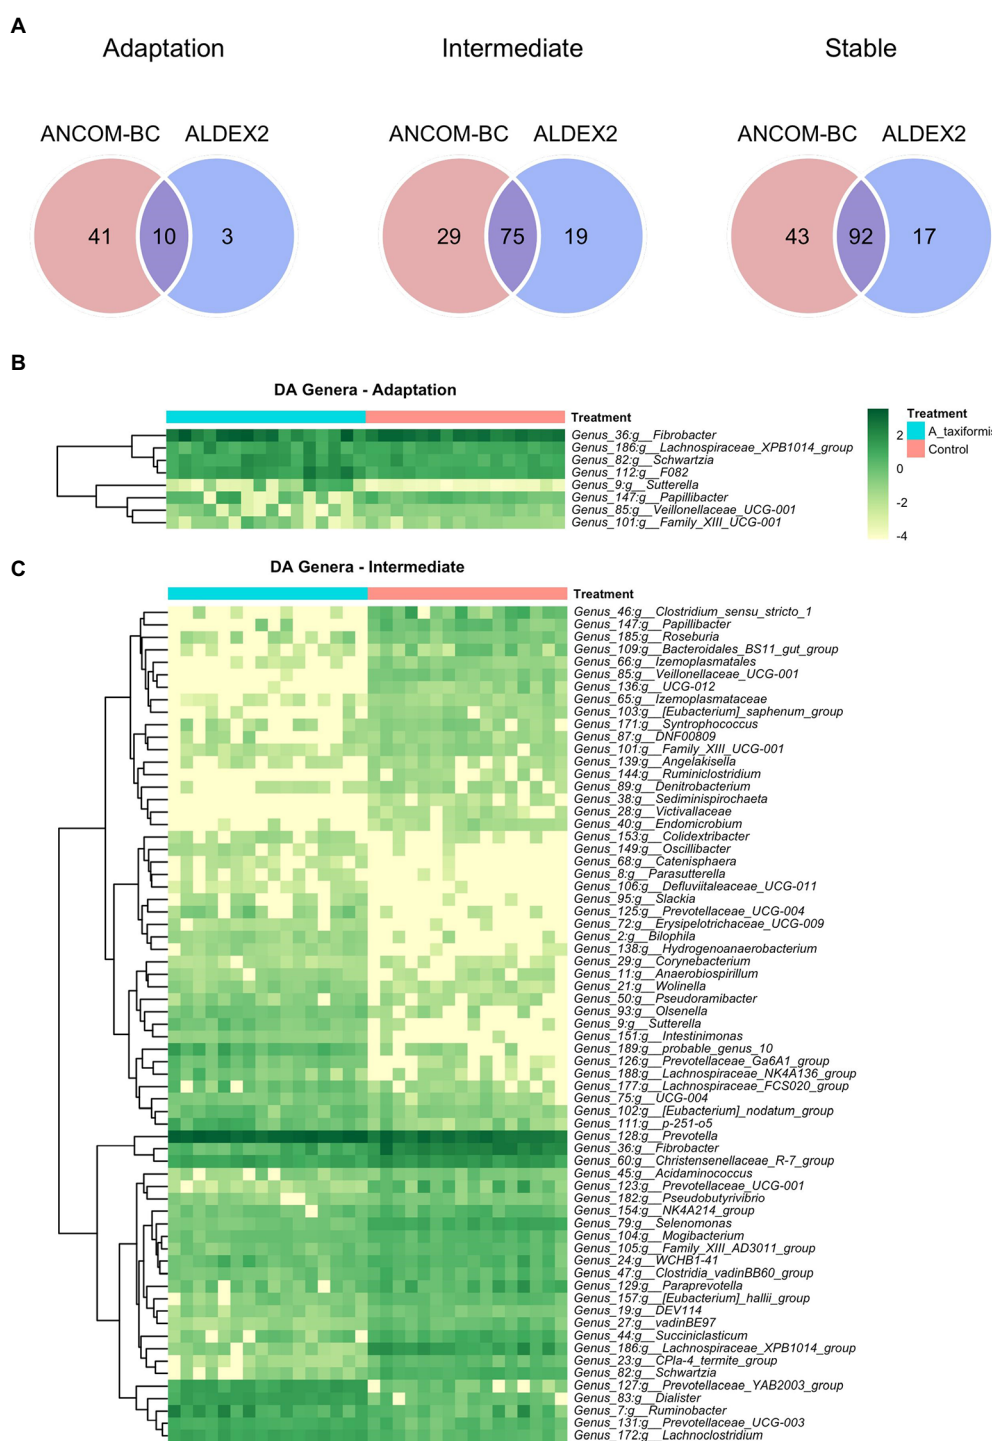 A
Adaptation Intermediate Stable
ANCOM-BC ALDEX2 ANCOM-BC ALDEX2 ANCOM-BC ALDEX2
41 10 3 29 75 19 43 92 17
B
DA Genera - Adaptation
Treatment
Genus_36:g__Fibrobacter
Genus_186:g__Lachnospiraceae_XPB1014_group
Genus_82:g__Schwartzia
Genus_112:g__F082
Genus_9:g__Sutterella
Genus_147:g__Papillibacter
Genus_85:g__Veillonellaceae_UCG-001
Genus_101:g__Family_XIII_UCG-001
2
0
-2
-4
Treatment
A_taxiformis
Control
C
DA Genera - Intermediate
Treatment
Genus_46:g__Clostridium_sensu_stricto_1
Genus_147:g__Papillibacter
Genus_185:g__Roseburia
Genus_109:g__Bacteroidales_BS11_gut_group
Genus_66:g__Izemoplasmatales
Genus_85:g__Veillonellaceae_UCG-001
Genus_136:g__UCG-012
Genus_65:g__Izemoplasmataceae
Genus_103:g__[Eubacterium]_saphenum_group
Genus_171:g__Syntrophococcus
Genus_87:g__DNF00809
Genus_101:g__Family_XIII_UCG-001
Genus_139:g__Angelakisella
Genus_144:g__Ruminiclostridium
Genus_89:g__Denitrobacterium
Genus_38:g__Sediminispirochaeta
Genus_28:g__Victivallaceae
Genus_40:g__Endomicrobium
Genus_153:g__Colidextribacter
Genus_149:g__Oscillibacter
Genus_68:g__Catenisphaera
Genus_8:g__Parasutterella
Genus_106:g__Defluviitaleaceae_UCG-011
Genus_95:g__Slackia
Genus_125:g__Prevotellaceae_UCG-004
Genus_72:g__Erysipelotrichaceae_UCG-009
Genus_2:g__Bilophila
Genus_138:g__Hydrogenoanaerobacterium
Genus_29:g__Corynebacterium
Genus_11:g__Anaerobiospirillum
Genus_21:g__Wolinella
Genus_50:g__Pseudoramibacter
Genus_93:g__Olsenella
Genus_9:g__Sutterella
Genus_151:g__Intestinimonas
Genus_189:g__probable_genus_10
Genus_126:g__Prevotellaceae_Ga6A1_group
Genus_188:g__Lachnospiraceae_NK4A136_group
Genus_177:g__Lachnospiraceae_FCS020_group
Genus_75:g__UCG-004
Genus_102:g__[Eubacterium]_nodatum_group
Genus_111:g__p-251-o5
Genus_128:g__Prevotella
Genus_36:g__Fibrobacter
Genus_60:g__Christensenellaceae_R-7_group
Genus_45:g__Acidaminococcus
Genus_123:g__Prevotellaceae_UCG-001
Genus_182:g__Pseudobutyrivibrio
Genus_154:g__NK4A214_group
Genus_79:g__Selenomonas
Genus_104:g__Mogibacterium
Genus_105:g__Family_XIII_AD3011_group
Genus_24:g__WCHB1-41
Genus_47:g__Clostridia_vadinBB60_group
Genus_129:g__Paraprevotella
Genus_157:g__[Eubacterium]_hallii_group
Genus_19:g__DEV114
Genus_27:g__vadinBE97
Genus_44:g__Succiniclasticum
Genus_186:g__Lachnospiraceae_XPB1014_group
Genus_23:g__CPla-4_termite_group
Genus_82:g__Schwartzia
Genus_127:g__Prevotellaceae_YAB2003_group
Genus_83:g__Dialister
Genus_7:g__Ruminobacter
Genus_131:g__Prevotellaceae_UCG-003
Genus_172:g__Lachnoclostridium